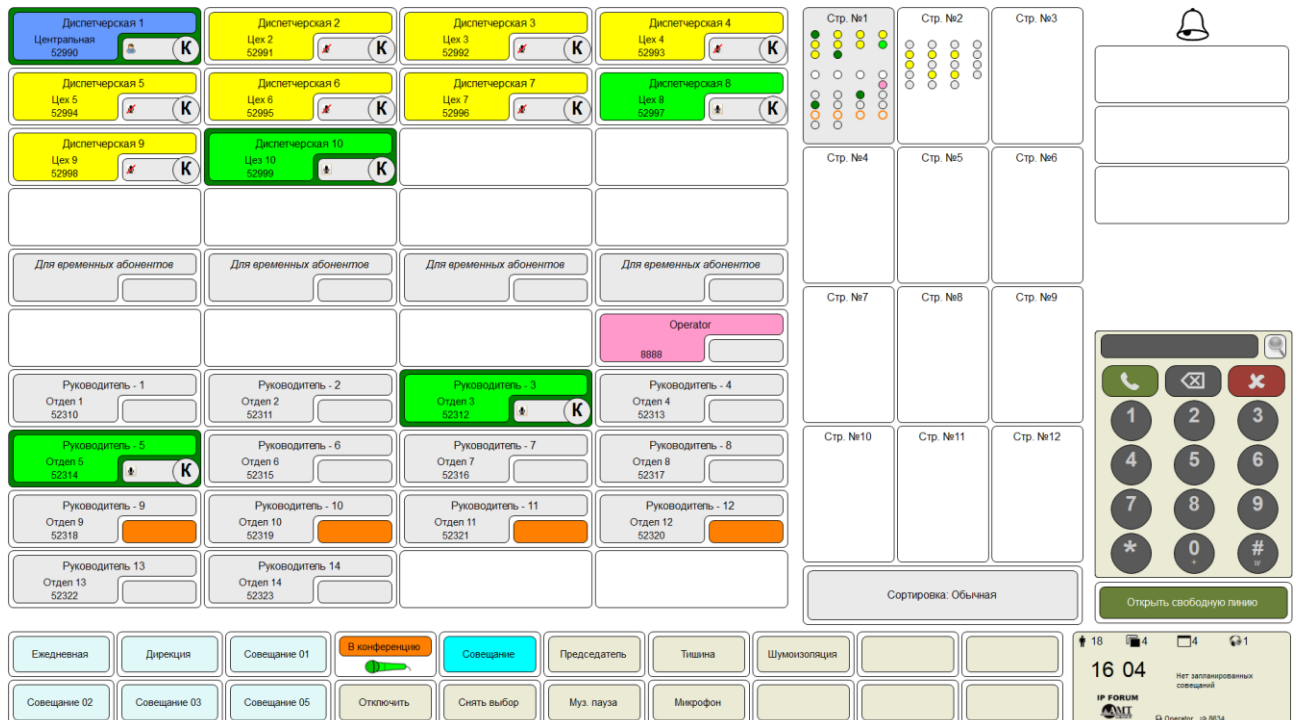 Диспетчерская 1
Центральная
52990
K
Диспетчерская 2
Цех 2
52991
K
Диспетчерская 3
Цех 3
52992
K
Диспетчерская 4
Цех 4
52993
K
Диспетчерская 5
Цех 5
52994
K
Диспетчерская 6
Цех 6
52995
K
Диспетчерская 7
Цех 7
52996
K
Диспетчерская 8
Цех 8
52997
K
Диспетчерская 9
Цех 9
52998
K
Диспетчерская 10
Цез 10
52999
K
Для временных абонентов
Для временных абонентов
Для временных абонентов
Для временных абонентов
Operator
8888
Руководитель - 1
Отдел 1
52310
Руководитель - 2
Отдел 2
52311
Руководитель - 3
Отдел 3
52312
K
Руководитель - 4
Отдел 4
52313
Руководитель - 5
Отдел 5
52314
K
Руководитель - 6
Отдел 6
52315
Руководитель - 7
Отдел 7
52316
Руководитель - 8
Отдел 8
52317
Руководитель - 9
Отдел 9
52318
Руководитель - 10
Отдел 10
52319
Руководитель - 11
Отдел 11
52321
Руководитель - 12
Отдел 12
52320
Руководитель 13
Отдел 13
52322
Руководитель 14
Отдел 14
52323
Стр. №1
Стр. №2
Стр. №3
Стр. №4
Стр. №5
Стр. №6
Стр. №7
Стр. №8
Стр. №9
Стр. №10
Стр. №11
Стр. №12
Сортировка: Обычная
1
2
3
4
5
6
7
8
9
*
0
+
#
Открыть свободную линию
Ежедневная
Дирекция
Совещание 01
В конференцию
Совещание
Председатель
Тишина
Шумоизоляция
Совещание 02
Совещание 03
Совещание 05
Отключить
Снять выбор
Муз. пауза
Микрофон
18
4
4
1
16 04
Нет запланированных
совещаний
IP FORUM
Operator
8634